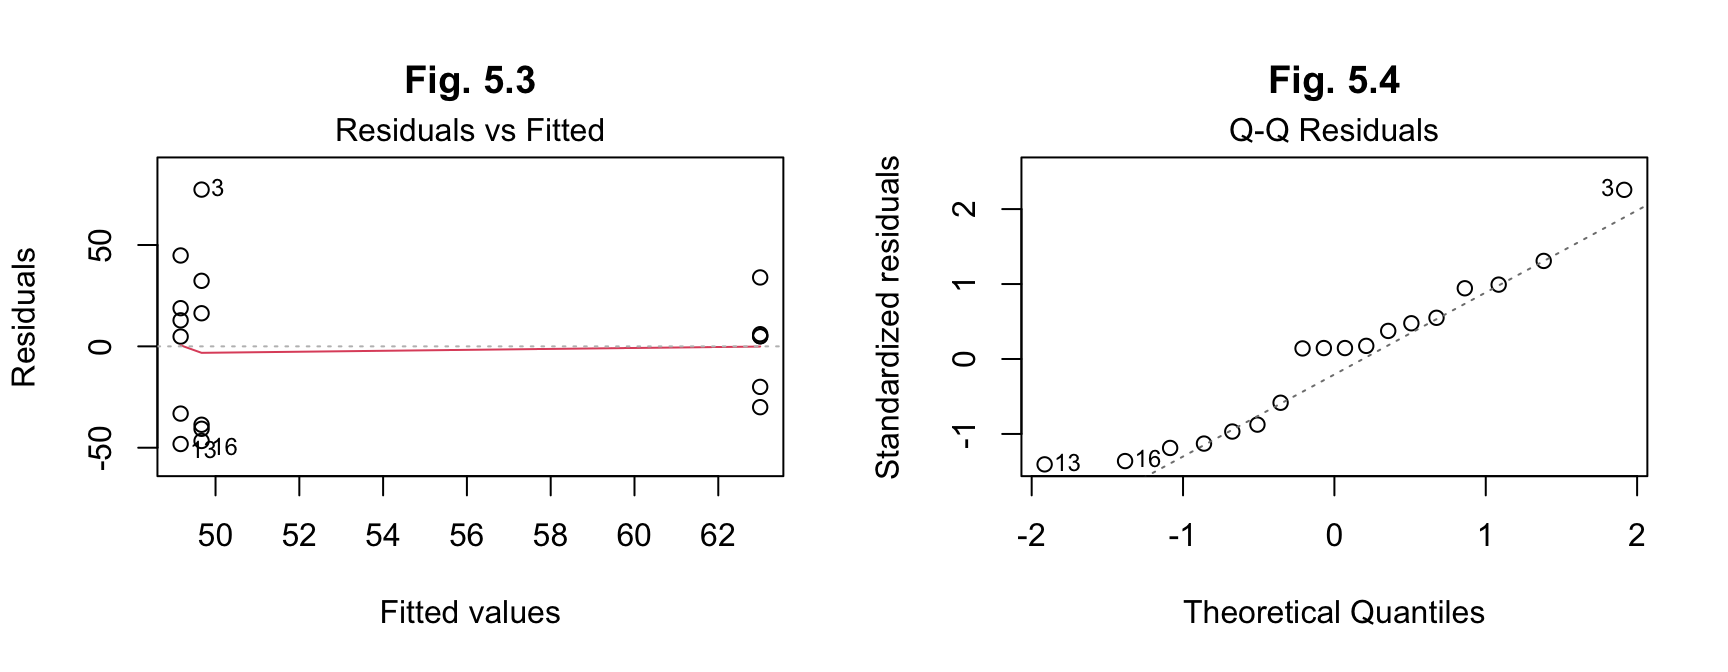 Fig. 5.3
Residuals vs Fitted
Residuals
50
0
-50
3
13
16
50 52 54 56 58 60 62
Fitted values
Fig. 5.4
Q-Q Residuals
Standardized residuals
2
1
0
-1
3
13
16
-2 -1 0 1 2
Theoretical Quantiles